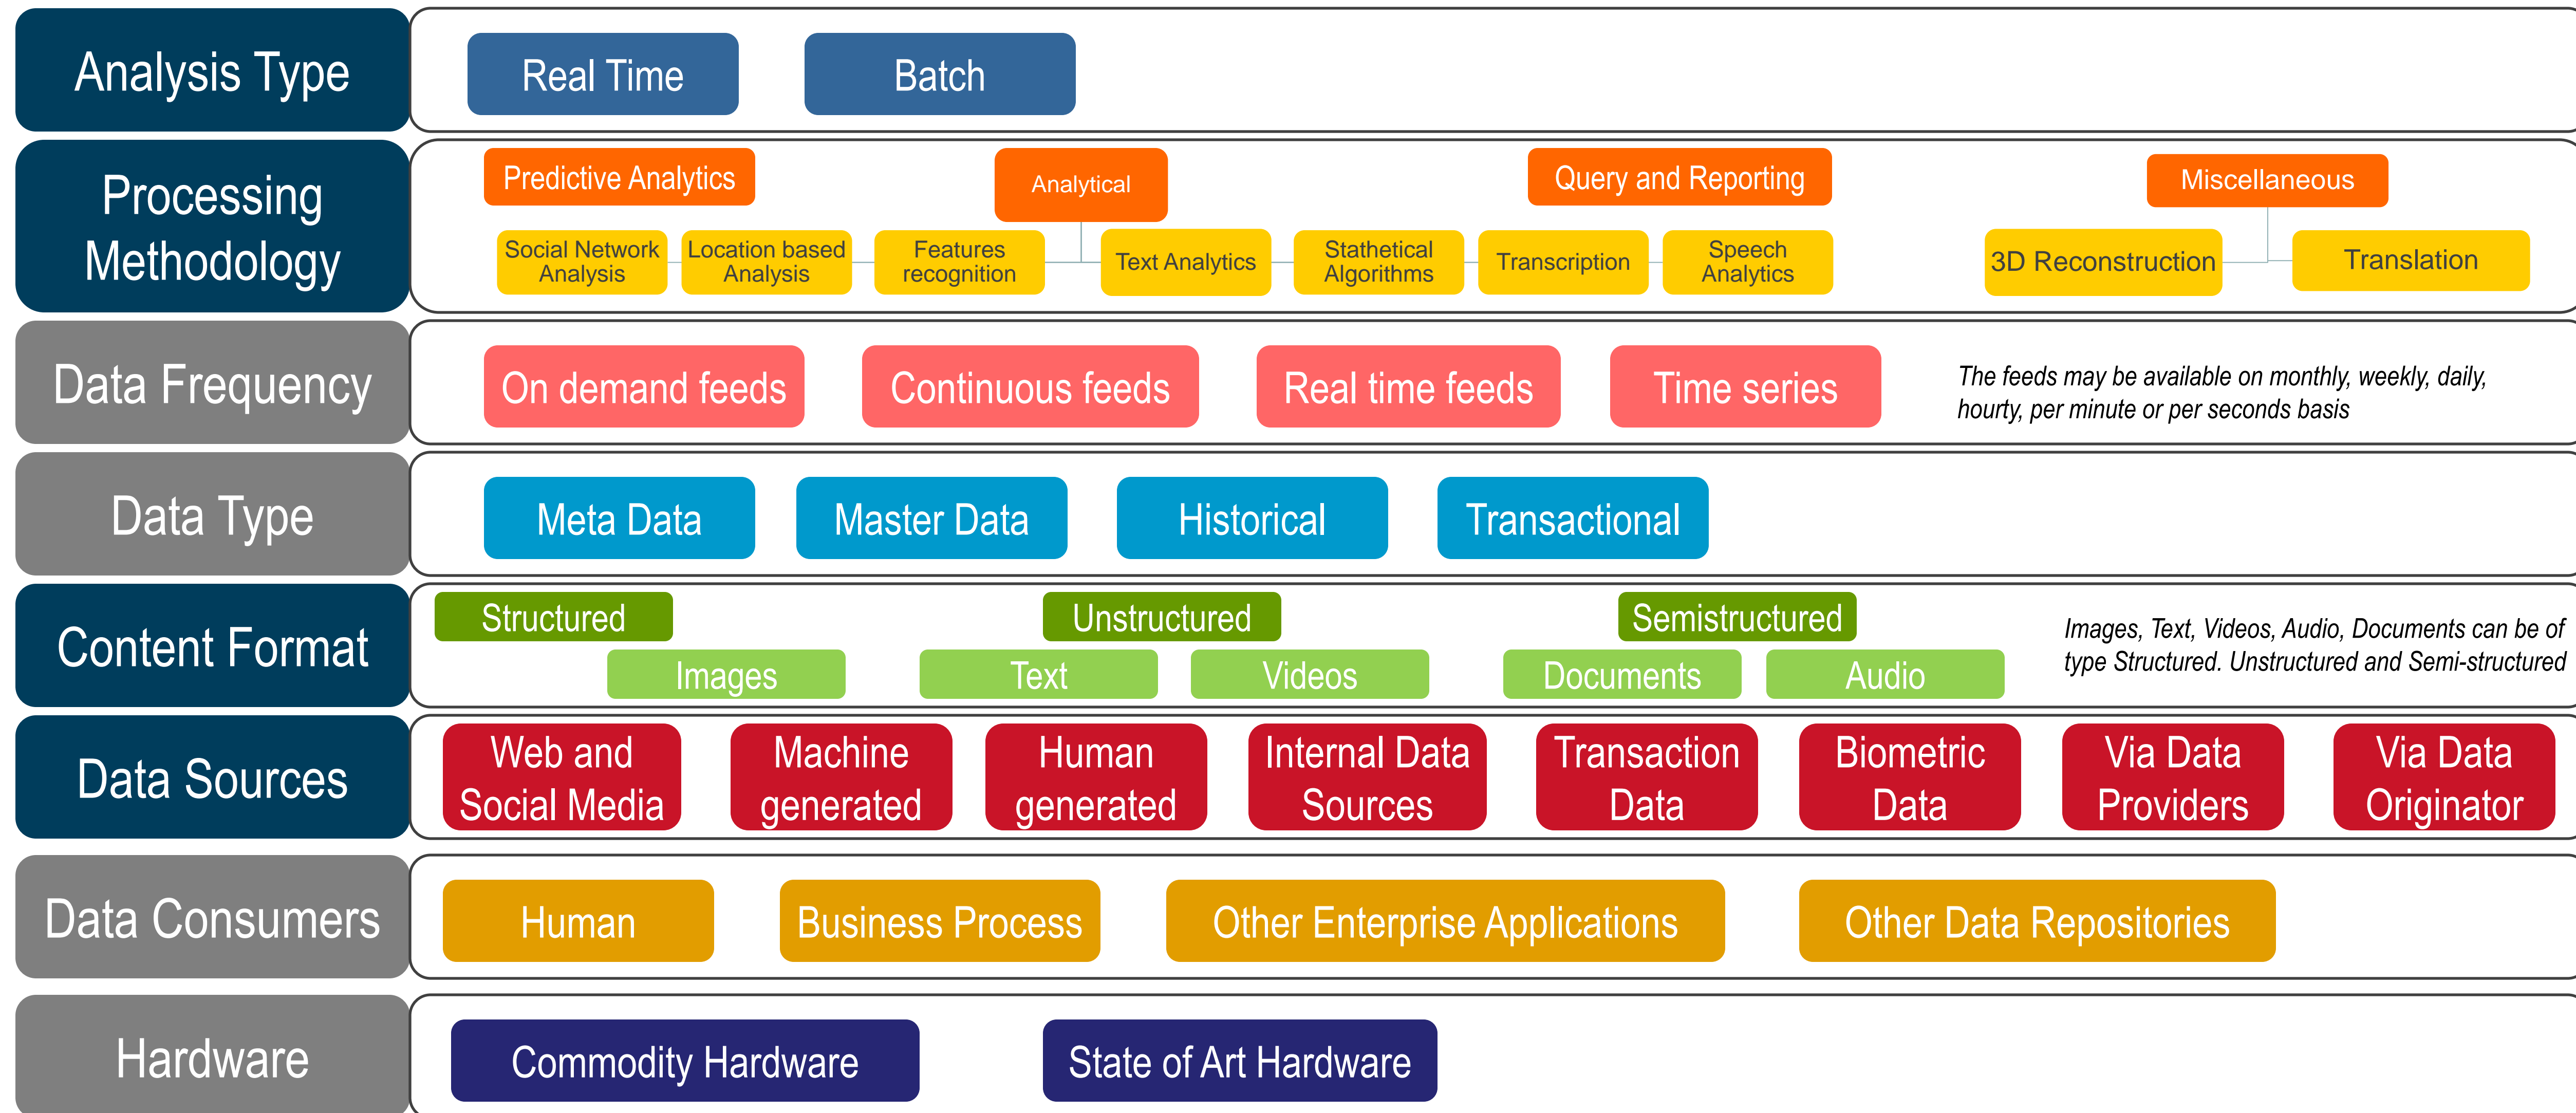 Analysis Type
Real Time
Batch
Processing
Methodology
Predictive Analytics
Analytical
Query and Reporting
Miscellaneous
Social Network
Analysis
Location based
Analysis
Features
recognition
Text Analytics
Stathetical
Algorithms
Transcription
Speech
Analytics
3D Reconstruction
Translation
Data Frequency
On demand feeds
Continuous feeds
Real time feeds
Time series
The feeds may be available on monthly, weekly, daily,
hourty, per minute or per seconds basis
Data Type
Meta Data
Master Data
Historical
Transactional
Content Format
Structured
Unstructured
Semistructured
Images
Text
Videos
Documents
Audio
Images, Text, Videos, Audio, Documents can be of
type Structured. Unstructured and Semi-structured
Data Sources
Web and
Social Media
Machine
generated
Human
generated
Internal Data
Sources
Transaction
Data
Biometric
Data
Via Data
Providers
Via Data
Originator
Data Consumers
Human
Business Process
Other Enterprise Applications
Other Data Repositories
Hardware
Commodity Hardware
State of Art Hardware